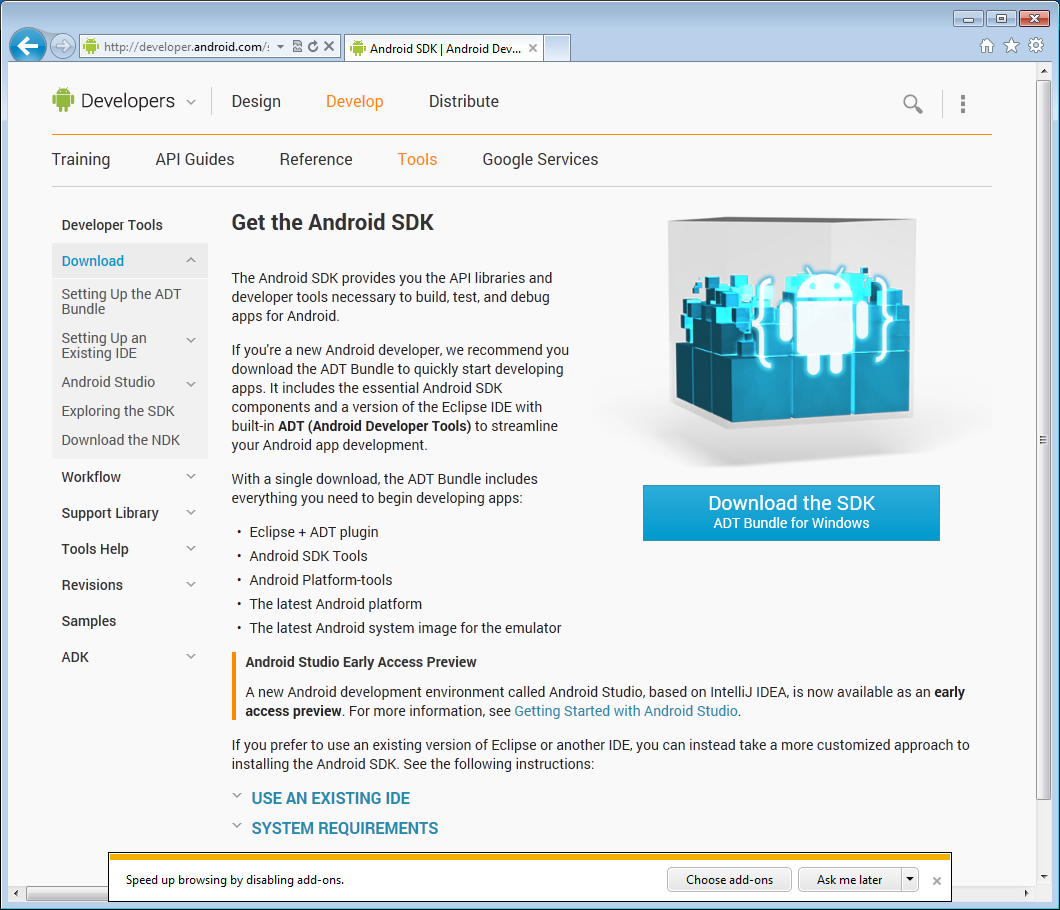 http://developer.android.com/s
Android SDK | Android Dev...
Developers
Design
Develop
Distribute
Training
API Guides
Reference
Tools
Google Services
Developer Tools
Download
Setting Up the ADT
Bundle
Setting Up an
Existing IDE
Android Studio
Exploring the SDK
Download the NDK
Workflow
Support Library
Tools Help
Revisions
Samples
ADK
Get the Android SDK
The Android SDK provides you the API libraries and
developer tools necessary to build, test, and debug
apps for Android.
If you're a new Android developer, we recommend you
download the ADT Bundle to quickly start developing
apps. It includes the essential Android SDK
components and a version of the Eclipse IDE with
built-in ADT (Android Developer Tools) to streamline
your Android app development.
With a single download, the ADT Bundle includes
everything you need to begin developing apps:
• Eclipse + ADT plugin
• Android SDK Tools
• Android Platform-tools
• The latest Android platform
• The latest Android system image for the emulator
Download the SDK
ADT Bundle for Windows
Android Studio Early Access Preview
A new Android development environment called Android Studio, based on IntelliJ IDEA, is now available as an early
access preview. For more information, see Getting Started with Android Studio.
If you prefer to use an existing version of Eclipse or another IDE, you can instead take a more customized approach to
installing the Android SDK. See the following instructions:
USE AN EXISTING IDE
SYSTEM REQUIREMENTS
Speed up browsing by disabling add-ons.
Choose add-ons
Ask me later